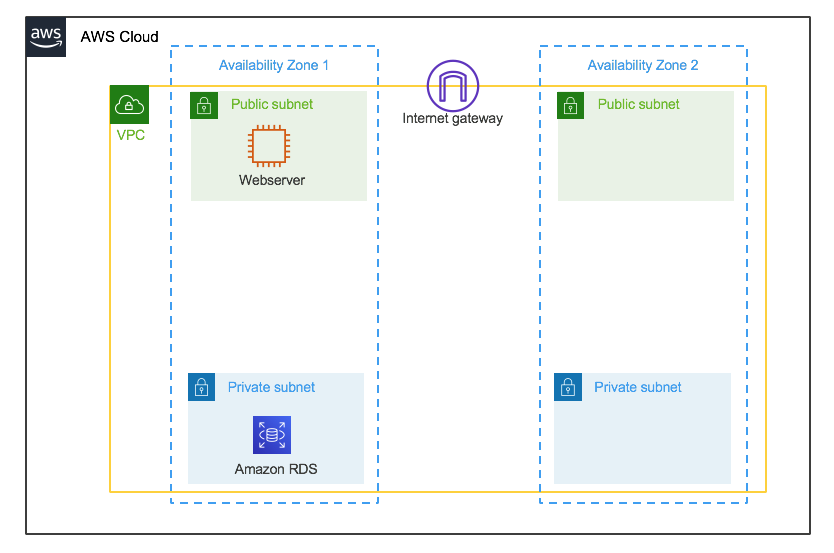 aws
AWS Cloud
Availability Zone 1
Availability Zone 2
Internet gateway
VPC
Public subnet
Webserver
Public subnet
Private subnet
Amazon RDS
Private subnet